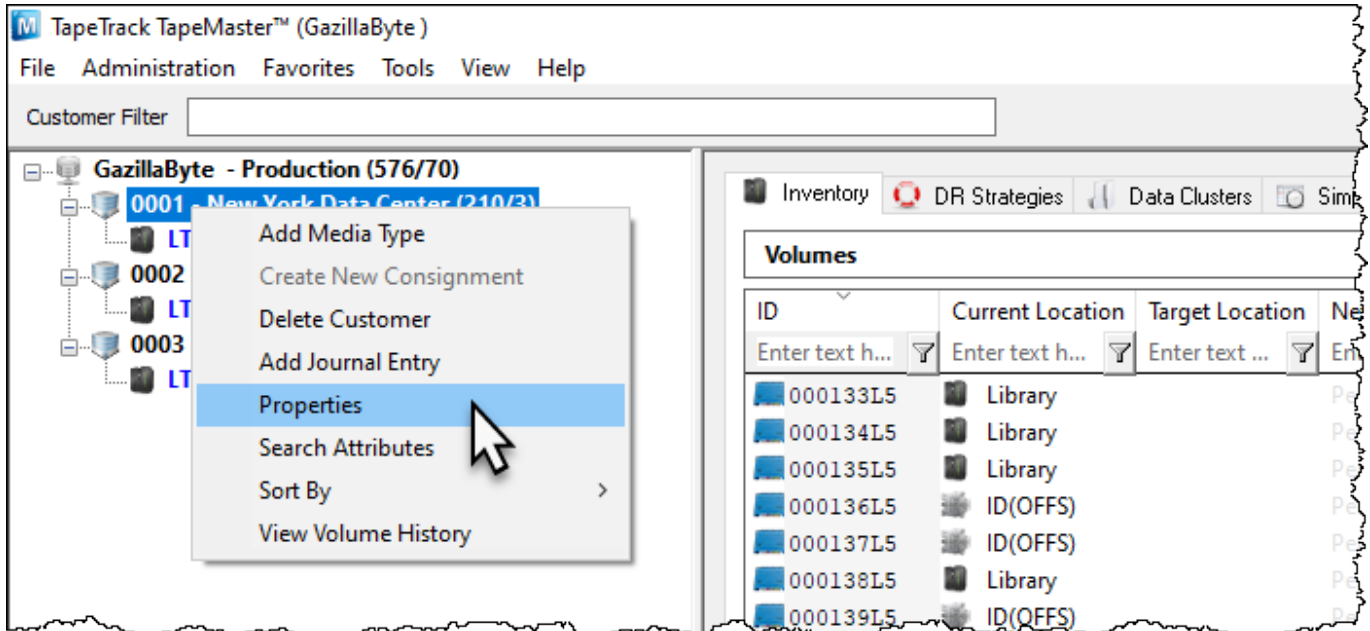 TapeTrack TapeMaster™ (GazillaByte )
File Administration Favorites Tools View Help
Customer Filter
GazillaByte - Production (576/70)
0001 - New York Data Center (210/3)
LT
0002
LT
0003
LT
Add Media Type
Create New Consignment
Delete Customer
Add Journal Entry
Properties
Search Attributes
Sort By
View Volume History
Inventory DR Strategies Data Clusters
Volumes
ID Current Location Target Location
Enter text h... Enter text h... Enter text ...
000133L5 Library
000134L5 Library
000135L5 Library
000136L5 ID(OFFS)
000137L5 ID(OFFS)
000138L5 Library
000139L5 ID(OFFS)